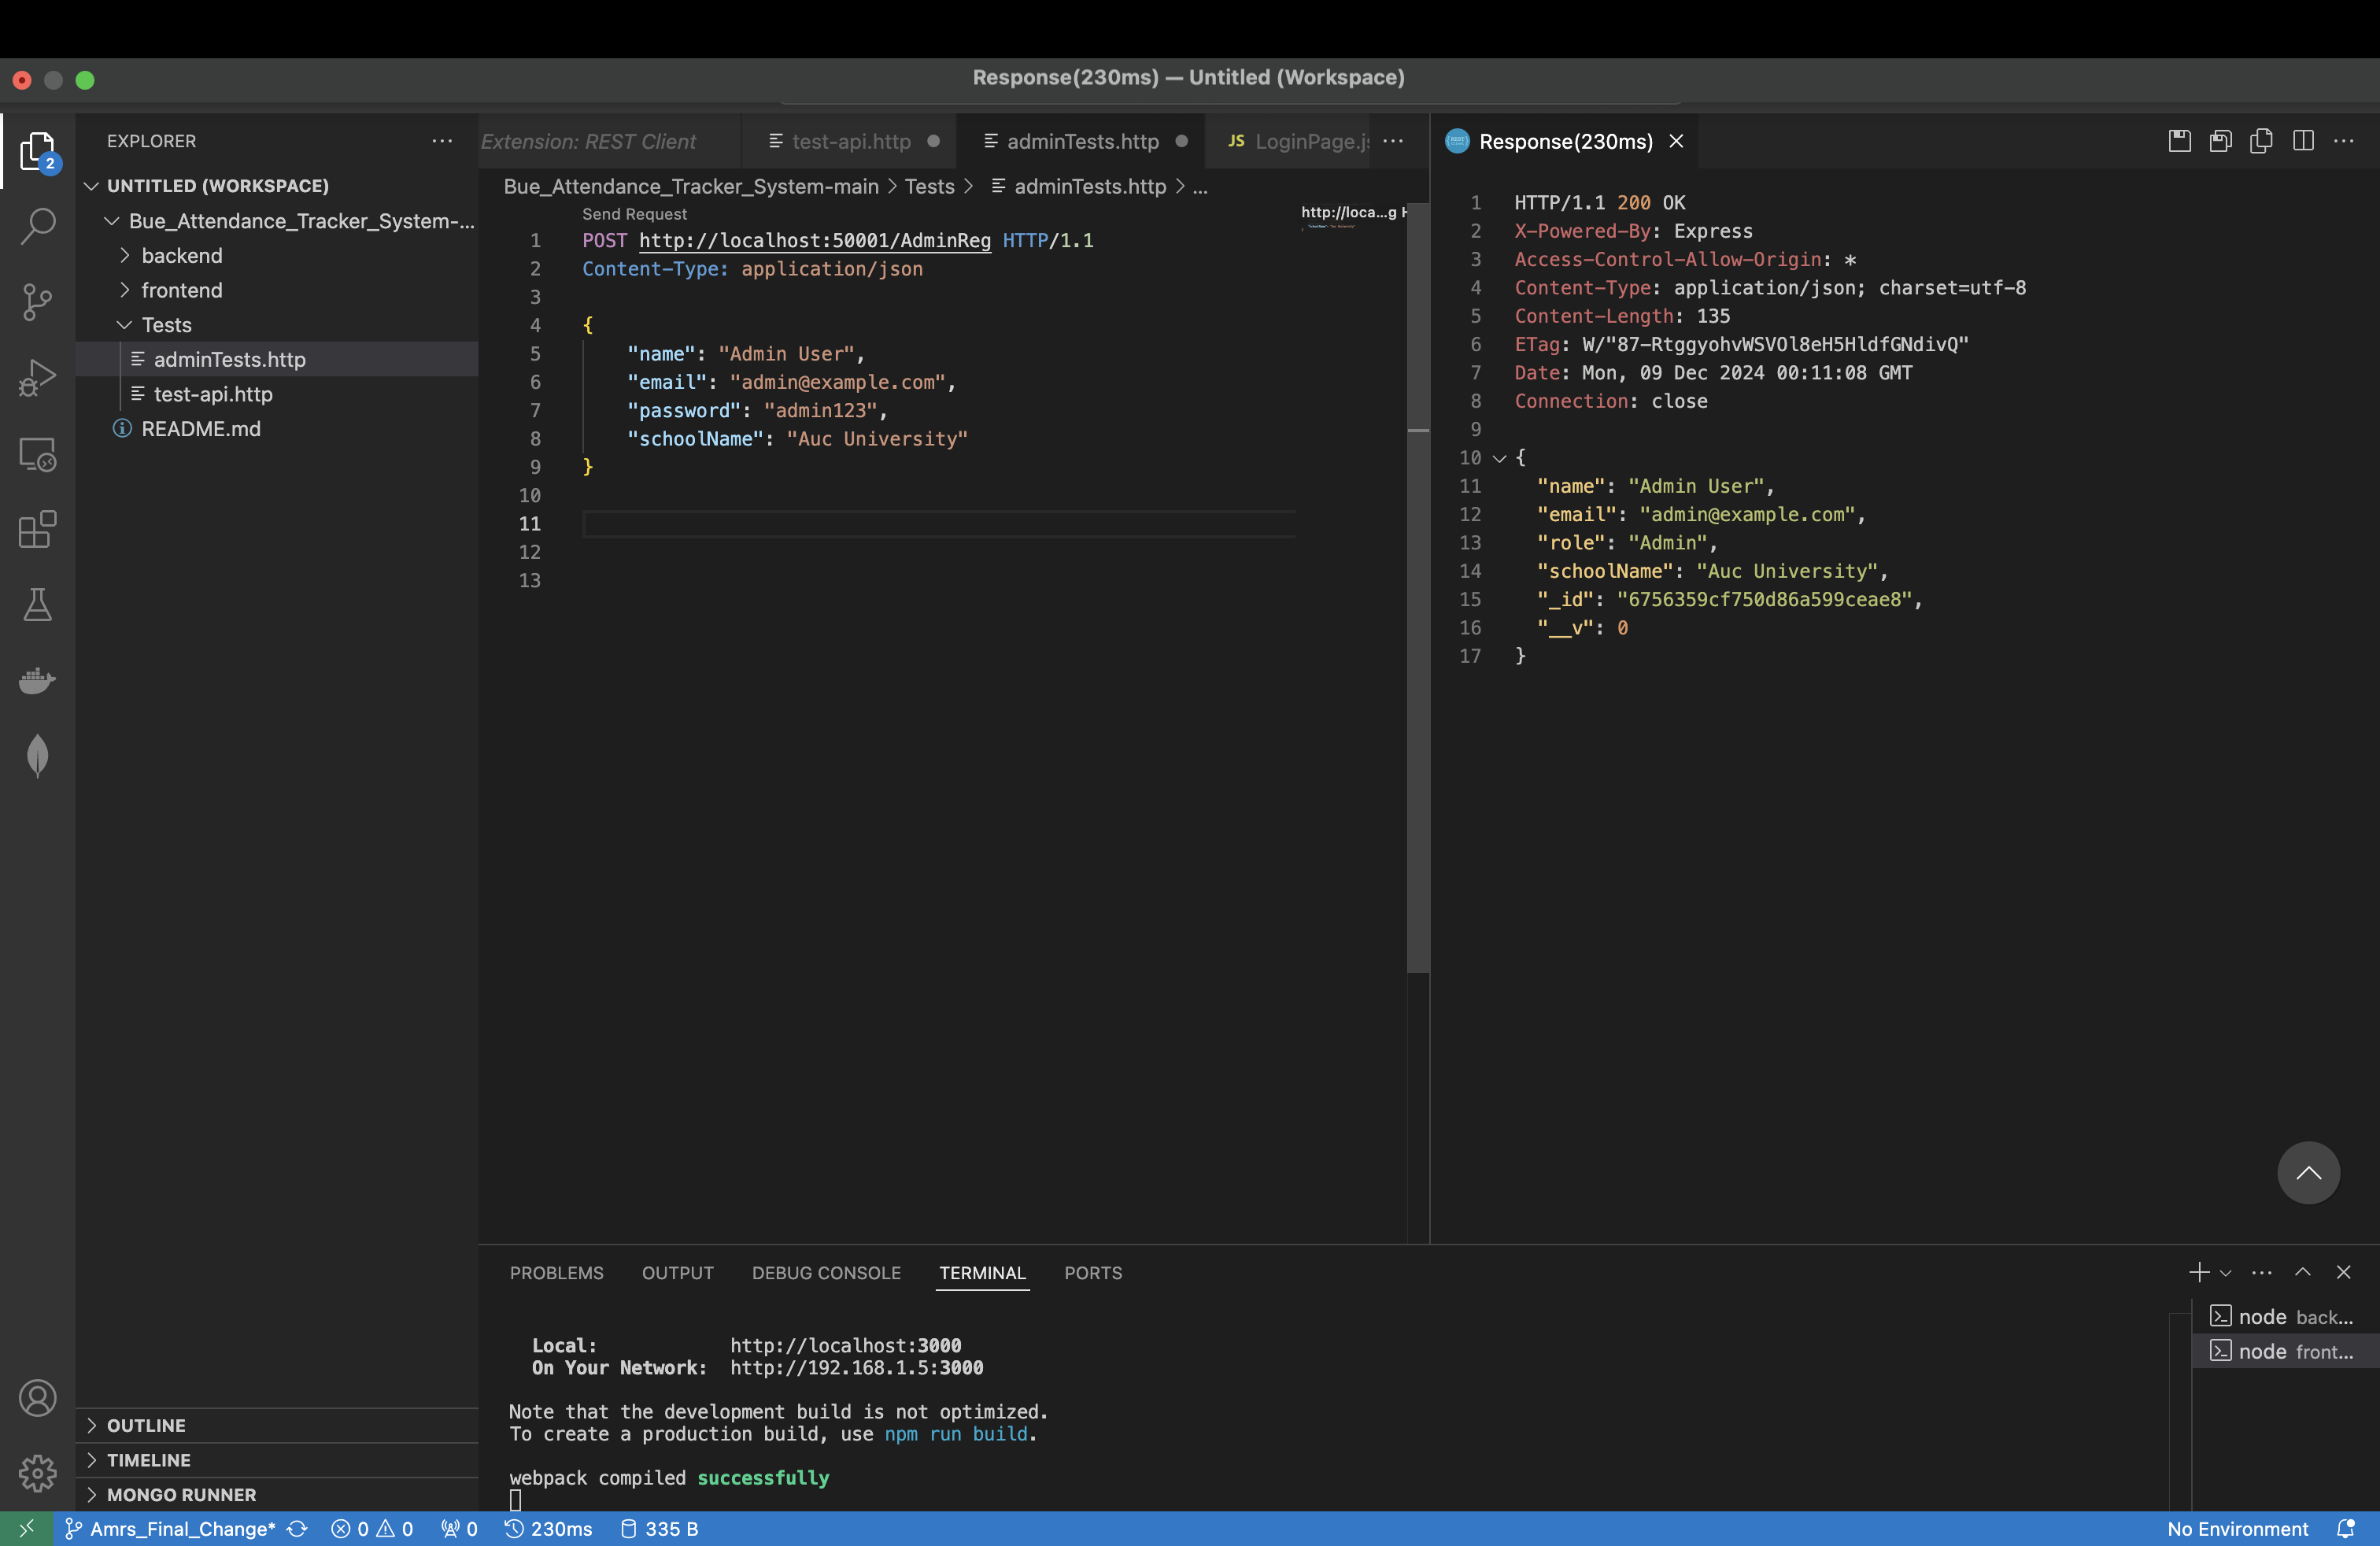 Response(230ms) — Untitled (Workspace)
EXPLORER
Extension: REST Client
test-api.http
adminTests.http
JS LoginPage.js
Response(230ms)
2
UNTITLED (WORKSPACE)
Bue_Attendance_Tracker_System-...
backend
frontend
Tests
adminTests.http
test-api.http
README.md
Bue_Attendance_Tracker_System-main > Tests > adminTests.http > ...
Send Request
1 POST http://localhost:50001/AdminReg HTTP/1.1
2 Content-Type: application/json
3
4 {
5 "name": "Admin User",
6 "email": "admin@example.com",
7 "password": "admin123",
8 "schoolName": "Auc University"
9 }
10
11
12
13
http://loca...g H
1 HTTP/1.1 200 OK
2 X-Powered-By: Express
3 Access-Control-Allow-Origin: *
4 Content-Type: application/json; charset=utf-8
5 Content-Length: 135
6 ETag: W/"87-RtggyohvWSVOl8eH5HldfGNdivQ"
7 Date: Mon, 09 Dec 2024 00:11:08 GMT
8 Connection: close
9
10 {
11 "name": "Admin User",
12 "email": "admin@example.com",
13 "role": "Admin",
14 "schoolName": "Auc University",
15 "_id": "6756359cf750d86a599ceae8",
16 "__v": 0
17 }
PROBLEMS OUTPUT DEBUG CONSOLE TERMINAL PORTS
Local: http://localhost:3000
On Your Network: http://192.168.1.5:3000
Note that the development build is not optimized.
To create a production build, use npm run build.
webpack compiled successfully
node back...
node front...
OUTLINE
TIMELINE
MONGO RUNNER
Amrs_Final_Change* 0 0 0 230ms 335 B
No Environment